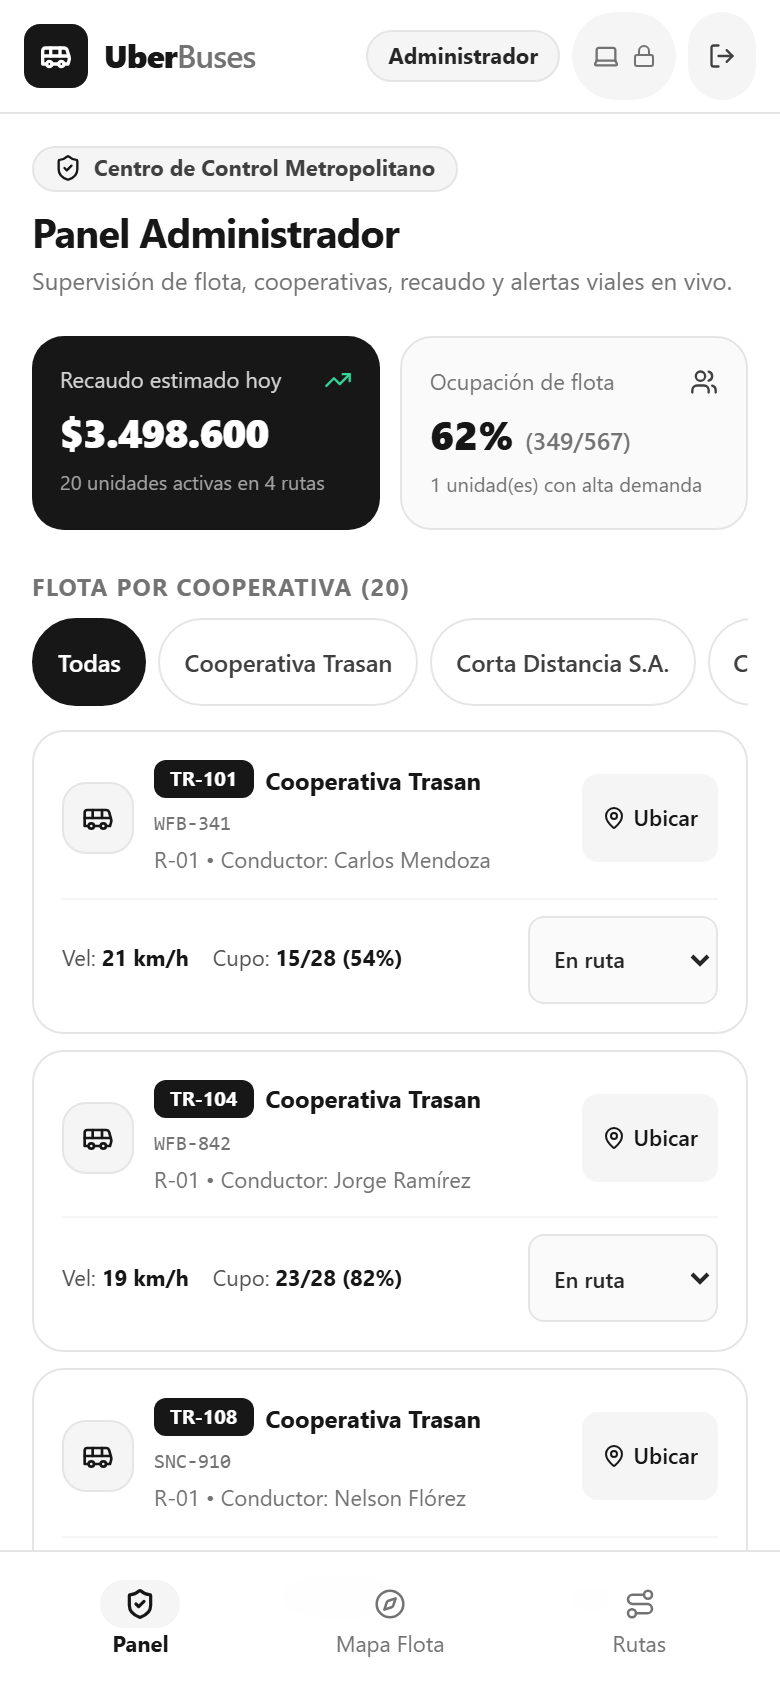 UberBuses
Administrador
Centro de Control Metropolitano
Panel Administrador
Supervisión de flota, cooperativas, recaudo y alertas viales en vivo.
Recaudo estimado hoy
$3.498.600
20 unidades activas en 4 rutas
Ocupación de flota
62% (349/567)
1 unidad(es) con alta demanda
FLOTA POR COOPERATIVA (20)
Todas
Cooperativa Trasan
Corta Distancia S.A.
C
TR-101 Cooperativa Trasan
WFB-341
R-01 • Conductor: Carlos Mendoza
Ubicar
Vel: 21 km/h Cupo: 15/28 (54%)
En ruta
TR-104 Cooperativa Trasan
WFB-842
R-01 • Conductor: Jorge Ramírez
Ubicar
Vel: 19 km/h Cupo: 23/28 (82%)
En ruta
TR-108 Cooperativa Trasan
SNC-910
R-01 • Conductor: Nelson Flórez
Ubicar
Panel
Mapa Flota
Rutas